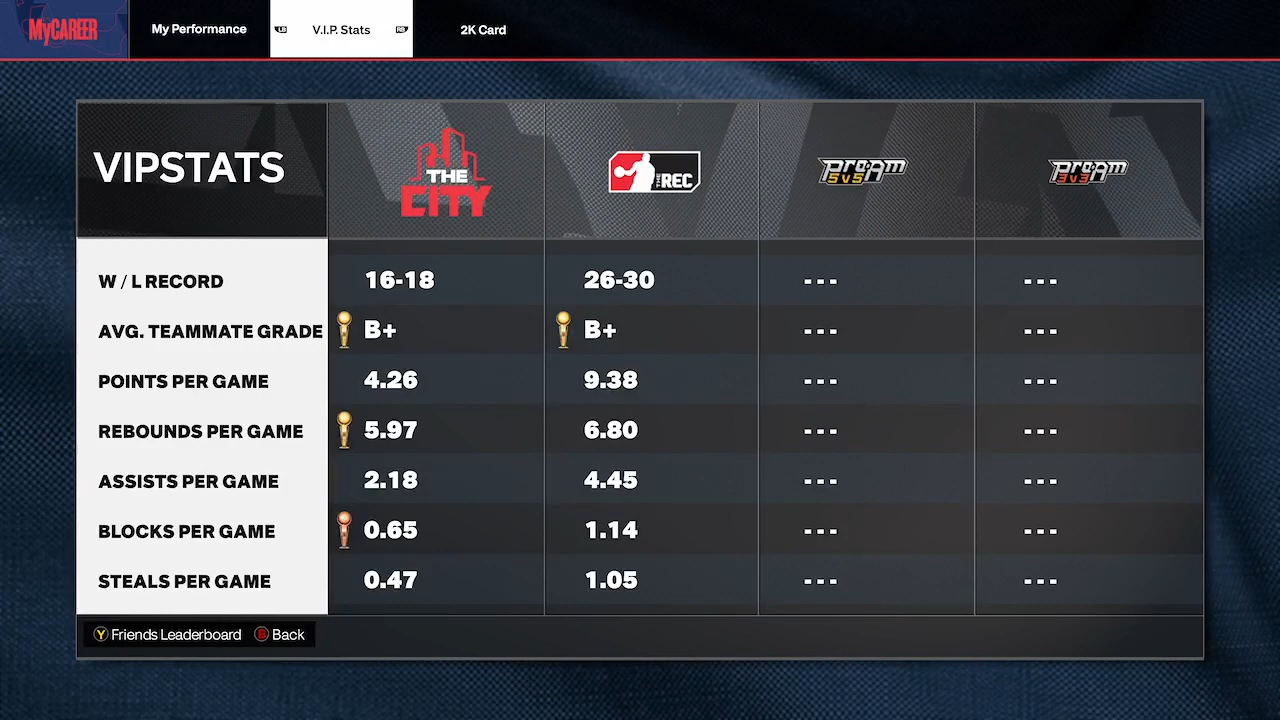 MyCAREER
My Performance
LB V.I.P. Stats RB
2K Card
VIPSTATS
THE
CITY
THE REC
PRO-AM
5V5
PRO-AM
3V3
W / L RECORD 16-18 26-30 --- ---
AVG. TEAMMATE GRADE B+ B+ --- ---
POINTS PER GAME 4.26 9.38 --- ---
REBOUNDS PER GAME 5.97 6.80 --- ---
ASSISTS PER GAME 2.18 4.45 --- ---
BLOCKS PER GAME 0.65 1.14 --- ---
STEALS PER GAME 0.47 1.05 --- ---
Y Friends Leaderboard B Back